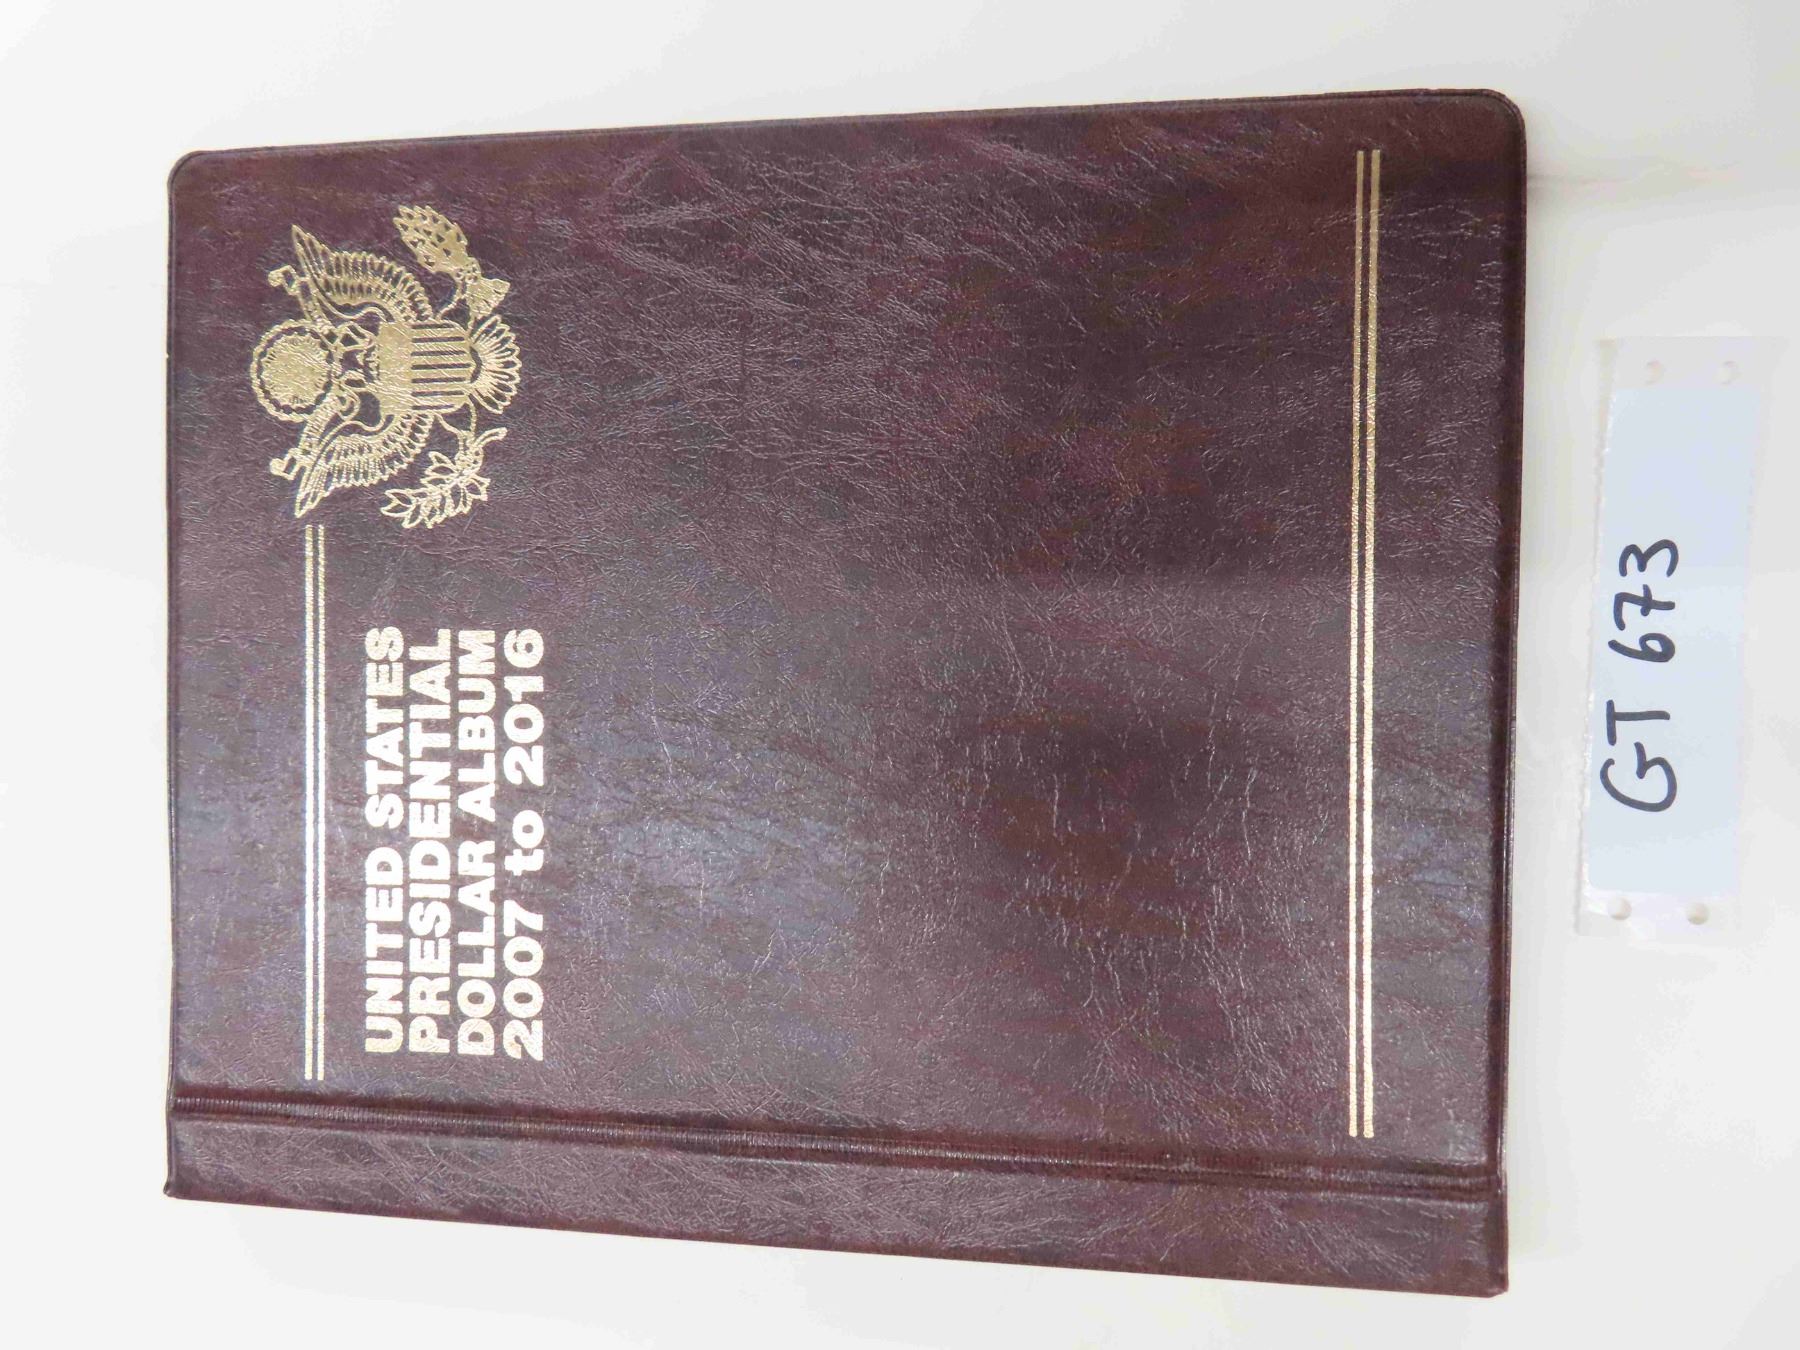 UNITED STATES
PRESIDENTIAL
DOLLAR ALBUM
2007 to 2016
GT 673